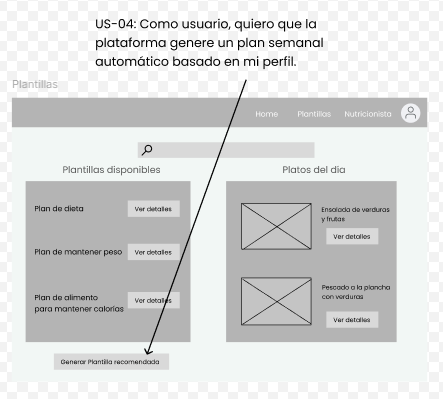 US-04: Como usuario, quiero que la
plataforma genere un plan semanal
automático basado en mi perfil.
Plantillas
Home Plantillas Nutricionista
Plantillas disponibles
Platos del día
Plan de dieta
Ver detalles
Plan de mantener peso
Ver detalles
Plan de alimento
para mantener calorías
Ver detalles
Generar Plantilla recomendada
Ensalada de verduras
y frutas
Ver detalles
Pescado a la plancha
con verduras
Ver detalles